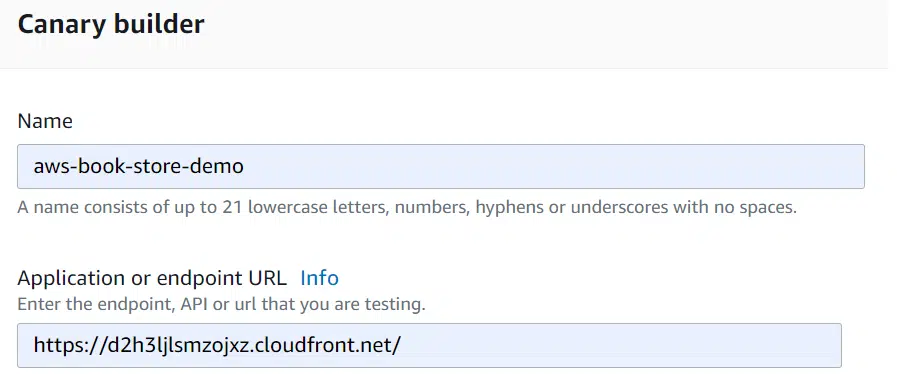 Canary builder
Name
aws-book-store-demo
A name consists of up to 21 lowercase letters, numbers, hyphens or underscores with no spaces.
Application or endpoint URL Info
Enter the endpoint, API or url that you are testing.
https://d2h3ljlsmzojxz.cloudfront.net/